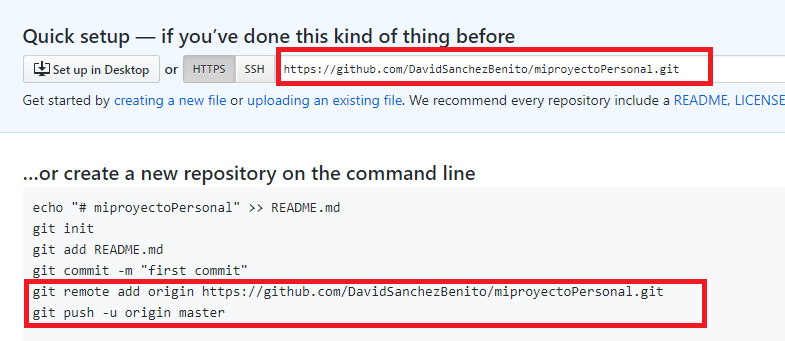 Quick setup — if you’ve done this kind of thing before
Set up in Desktop or HTTPS SSH https://github.com/DavidSanchezBenito/miproyectoPersonal.git
Get started by creating a new file or uploading an existing file. We recommend every repository include a README, LICENSE
…or create a new repository on the command line
echo "# miproyectoPersonal" >> README.md
git init
git add README.md
git commit -m "first commit"
git remote add origin https://github.com/DavidSanchezBenito/miproyectoPersonal.git
git push -u origin master